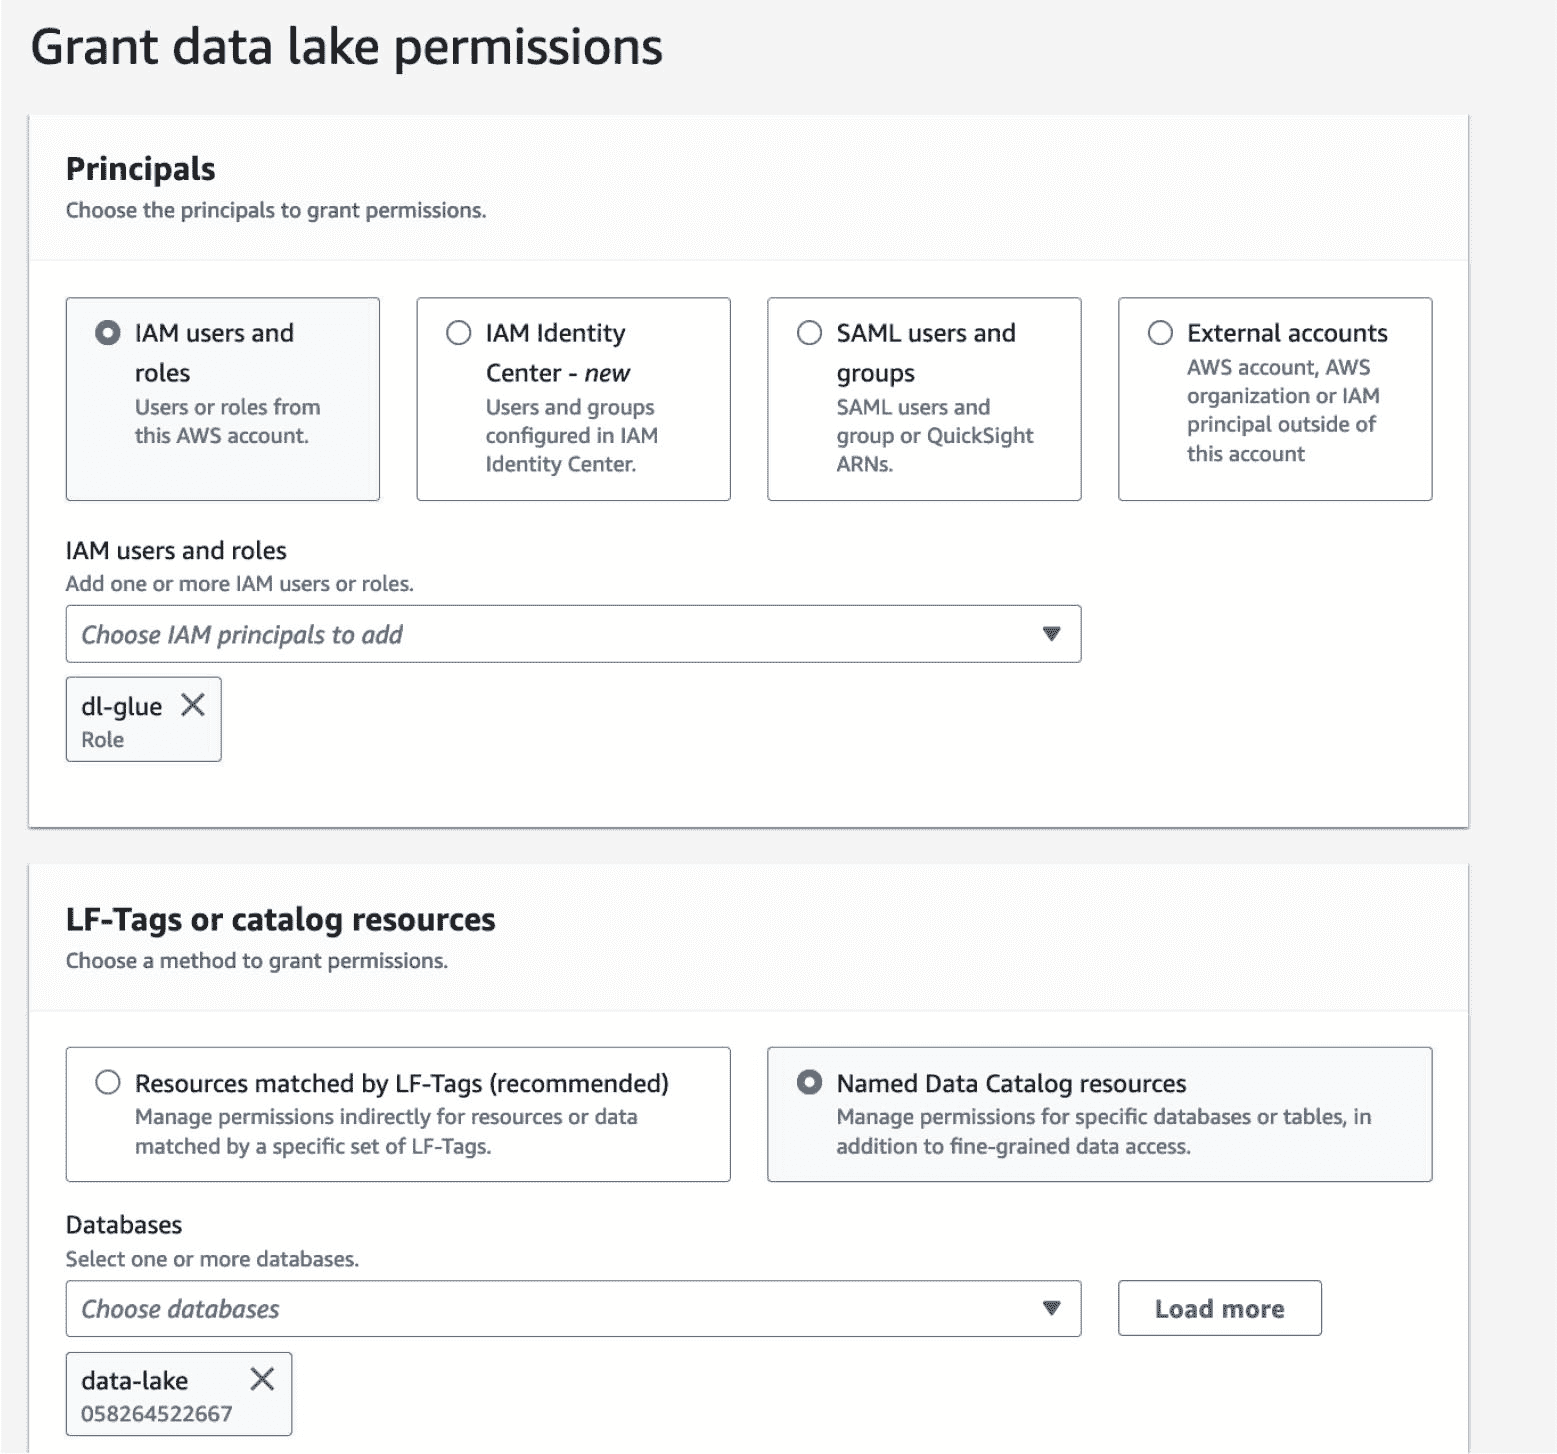 Grant data lake permissions
Principals
Choose the principals to grant permissions.
IAM users and
roles
Users or roles from
this AWS account.
IAM Identity
Center - new
Users and groups
configured in IAM
Identity Center.
SAML users and
groups
SAML users and
group or QuickSight
ARNs.
External accounts
AWS account, AWS
organization or IAM
principal outside of
this account
IAM users and roles
Add one or more IAM users or roles.
Choose IAM principals to add
dl-glue
Role
LF-Tags or catalog resources
Choose a method to grant permissions.
Resources matched by LF-Tags (recommended)
Manage permissions indirectly for resources or data
matched by a specific set of LF-Tags.
Named Data Catalog resources
Manage permissions for specific databases or tables, in
addition to fine-grained data access.
Databases
Select one or more databases.
Choose databases
Load more
data-lake
058264522667